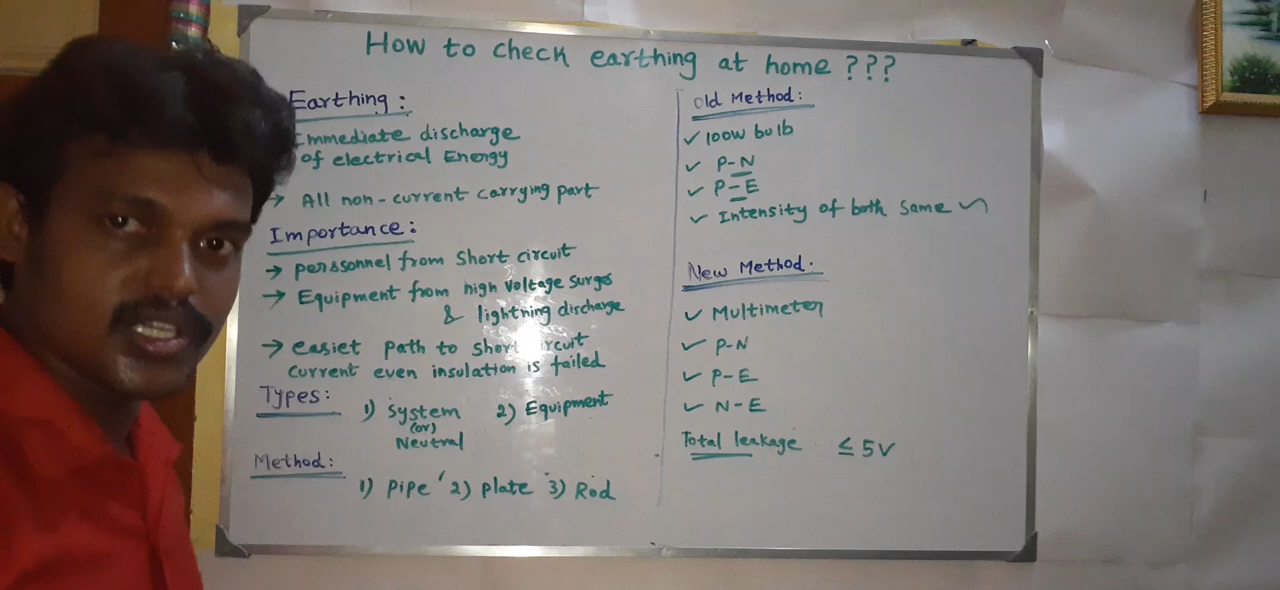 How to check earthing at home ???
Earthing :
Immediate discharge
of electrical Energy
→ All non-current carrying part
Importance :
→ perssonnel from Short circuit
→ Equipment from high voltage surges
& lightning discharge
→ easiet path to short circuit
current even insulation is failed
Types : 1) System 2) Equipment
(or)
Neutral
Method :
1) Pipe 2) plate 3) Rod
Old Method :
✓ 100W bulb
✓ P-N
✓ P-E
✓ Intensity of both same
New Method.
✓ Multimeter
✓ P-N
✓ P-E
✓ N-E
Total leakage ≤ 5V